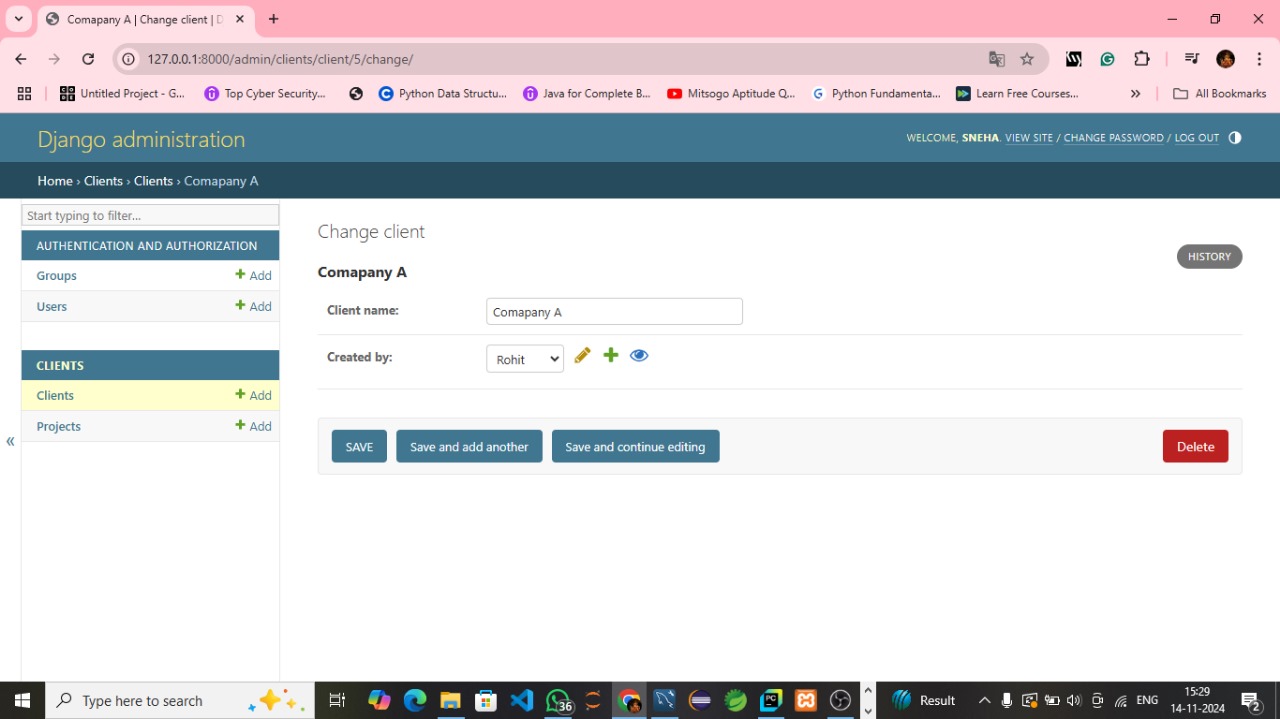 Comapany A | Change client | D
127.0.0.1:8000/admin/clients/client/5/change/
Untitled Project - G...
Top Cyber Security...
Python Data Structu...
Java for Complete B...
Mitsogo Aptitude Q...
Python Fundamenta...
Learn Free Courses...
»
All Bookmarks
Django administration
WELCOME, SNEHA. VIEW SITE / CHANGE PASSWORD / LOG OUT
Home › Clients › Clients › Comapany A
Start typing to filter...
AUTHENTICATION AND AUTHORIZATION
Groups + Add
Users + Add
CLIENTS
Clients + Add
Projects + Add
«
Change client
HISTORY
Comapany A
Client name: Comapany A
Created by: Rohit
SAVE Save and add another Save and continue editing Delete
Type here to search
36
PC
Result
ENG
15:29
14-11-2024
2